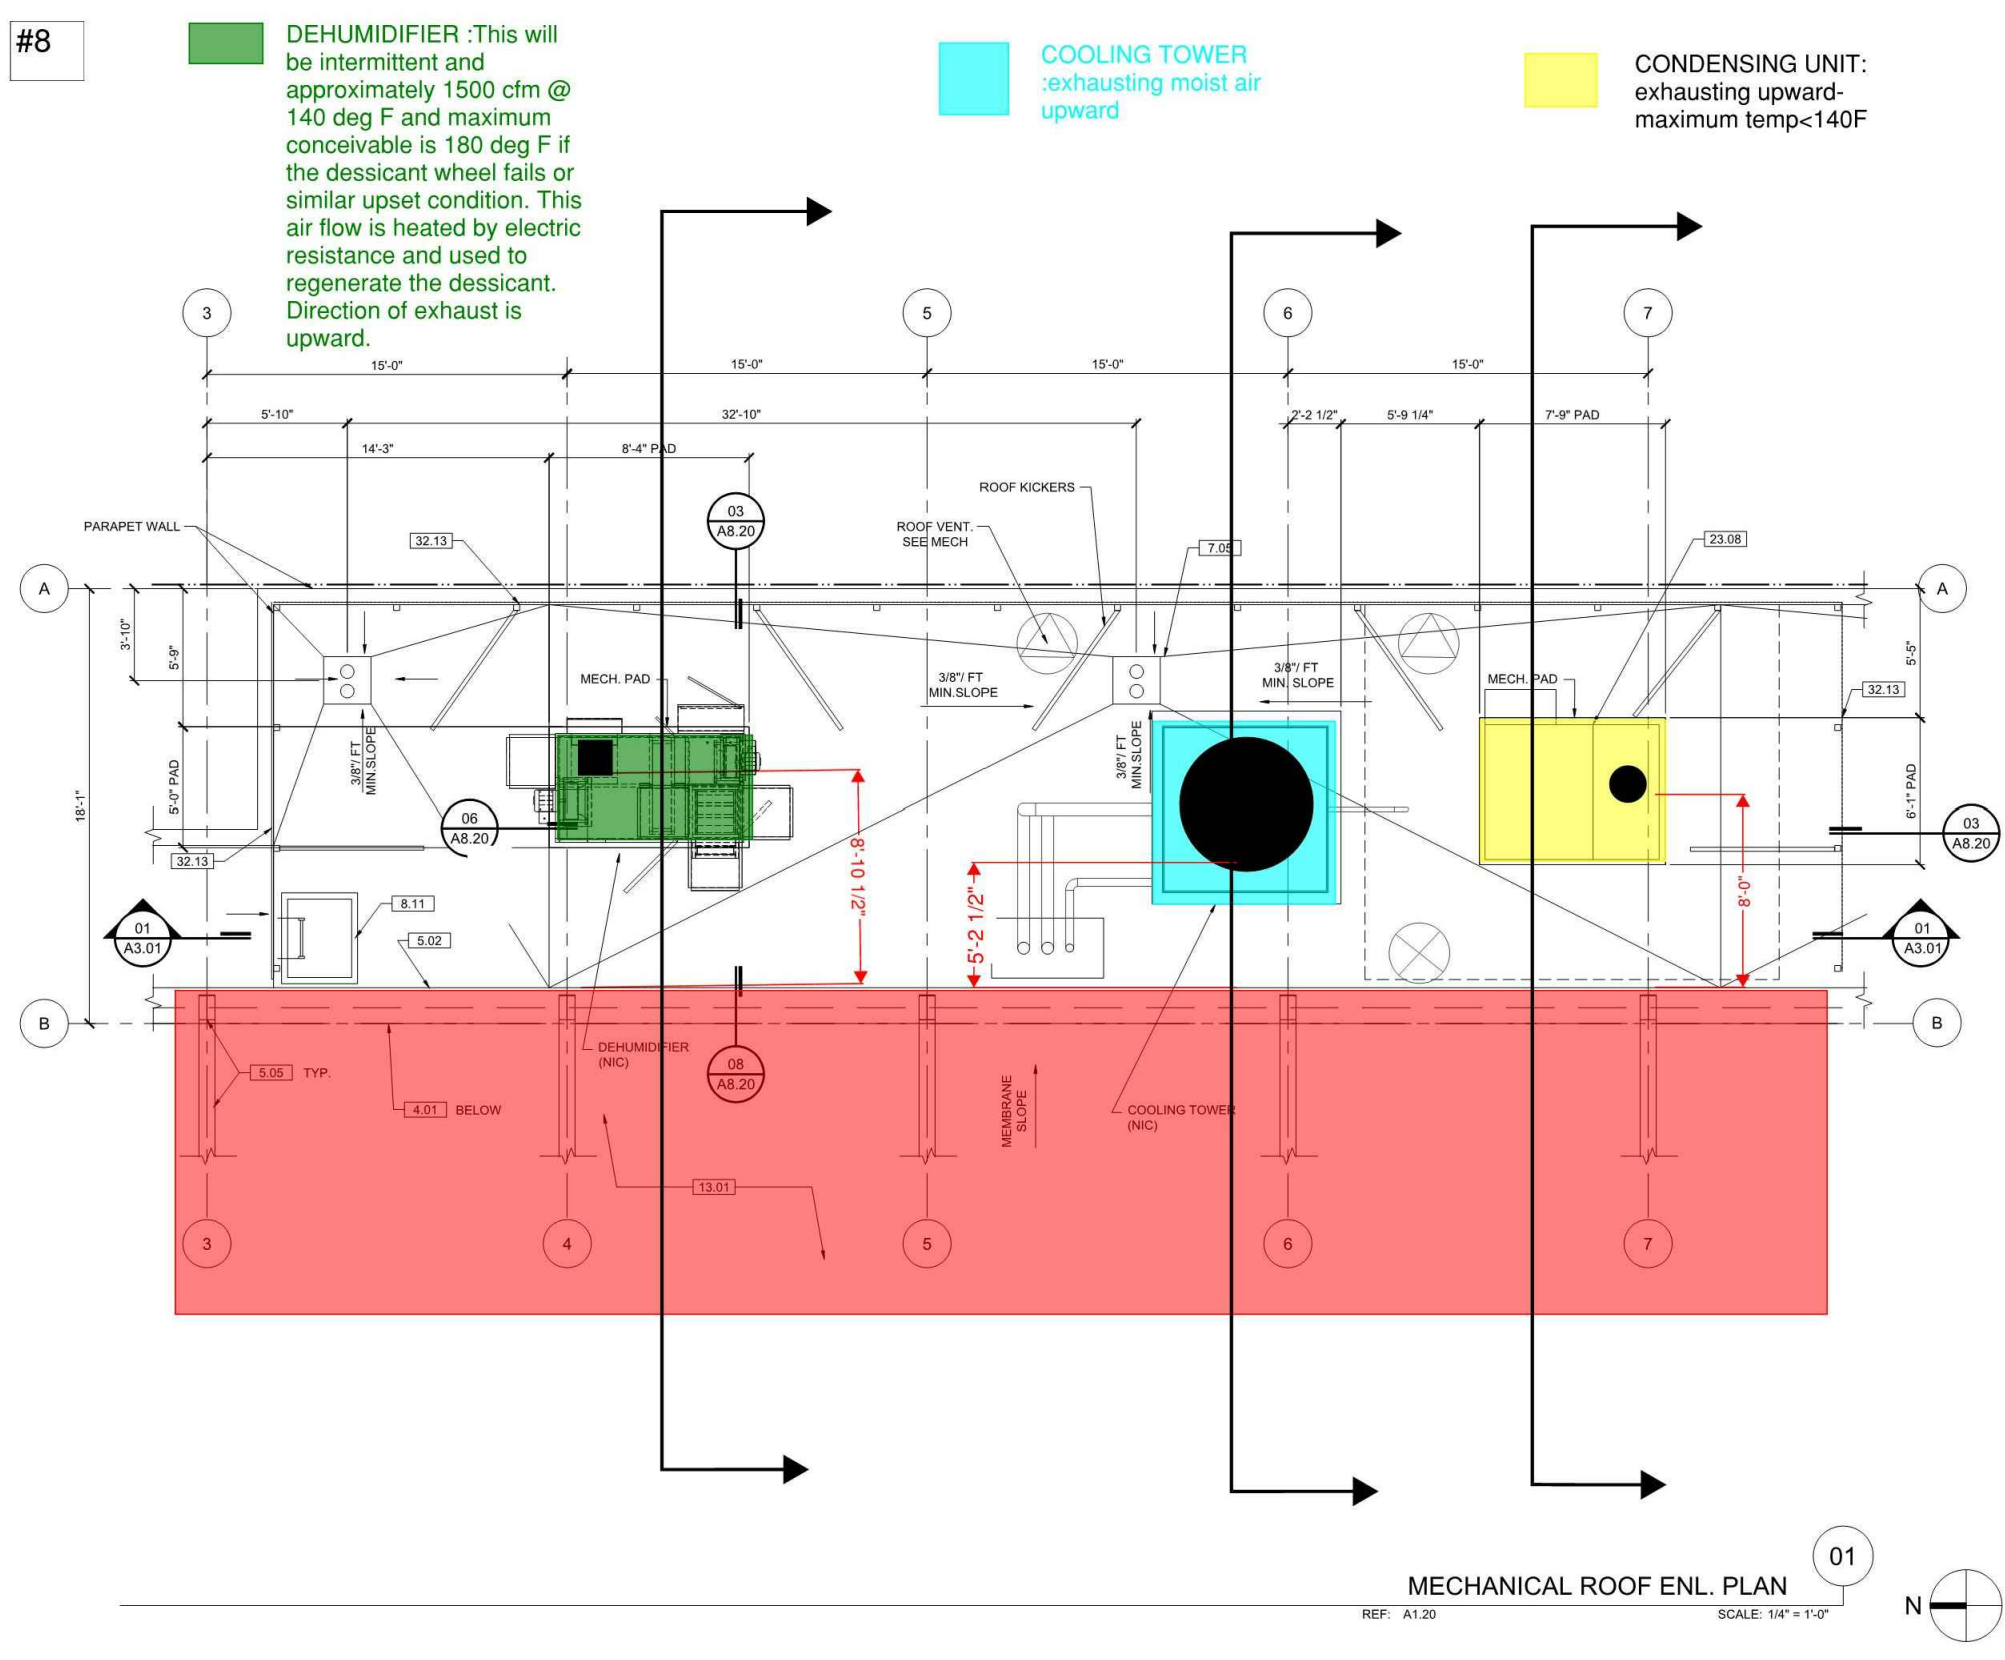 #8
DEHUMIDIFIER :This will
be intermittent and
approximately 1500 cfm @
140 deg F and maximum
conceivable is 180 deg F if
the dessicant wheel fails or
similar upset condition. This
air flow is heated by electric
resistance and used to
regenerate the dessicant.
Direction of exhaust is
upward.
COOLING TOWER
:exhausting moist air
upward
CONDENSING UNIT:
exhausting upward-
maximum temp<140F
3
5
6
7
15'-0"
15'-0"
15'-0"
15'-0"
5'-10"
32'-10"
2'-2 1/2"
5'-9 1/4"
7'-9" PAD
14'-3"
8'-4" PAD
ROOF KICKERS
PARAPET WALL
32.13
03
A8.20
ROOF VENT.
SEE MECH
7.05
23.08
A
A
3'-10"
5'-9"
5'-5"
MECH. PAD
3/8"/ FT
MIN.SLOPE
3/8"/ FT
MIN. SLOPE
MECH. PAD
32.13
3/8"/ FT
MIN.SLOPE
3/8"/ FT
MIN.SLOPE
18'-1"
5'-0" PAD
6'-1" PAD
06
A8.20
03
A8.20
32.13
8'-10 1/2"
5'-2 1/2"
8'-0"
8.11
01
A3.01
5.02
01
A3.01
B
B
DEHUMIDIFIER
(NIC)
08
A8.20
5.05 TYP.
4.01 BELOW
MEMBRANE
SLOPE
COOLING TOWER
(NIC)
13.01
3
4
5
6
7
01
MECHANICAL ROOF ENL. PLAN
REF: A1.20
SCALE: 1/4" = 1'-0"
N